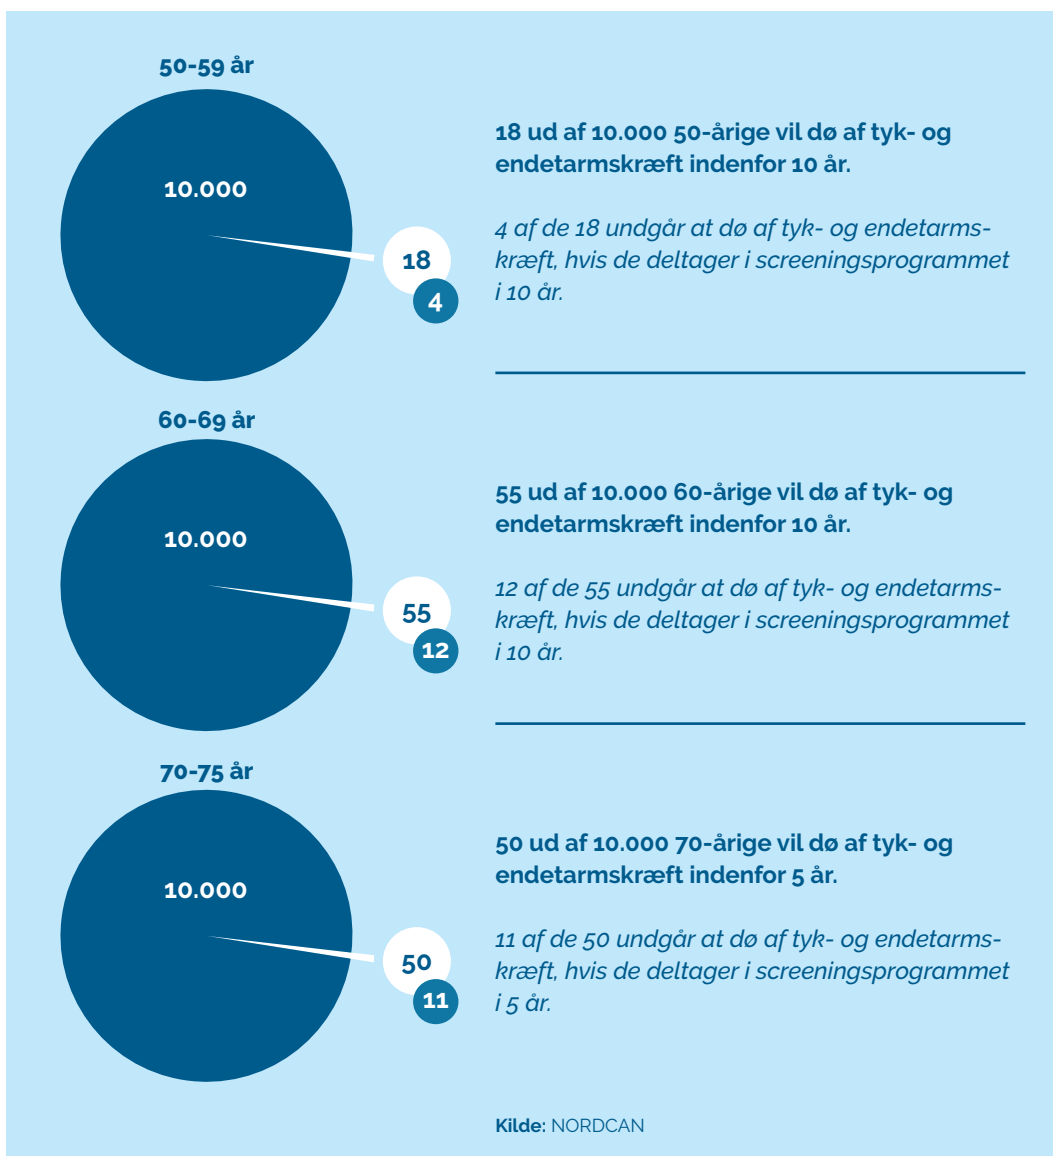 50-59 år
10.000
18
4
18 ud af 10.000 50-årige vil dø af tyk- og
endetarmskræft indenfor 10 år.
4 af de 18 undgår at dø af tyk- og endetarms-
kræft, hvis de deltager i screeningsprogrammet
i 10 år.
60-69 år
10.000
55
12
55 ud af 10.000 60-årige vil dø af tyk- og
endetarmskræft indenfor 10 år.
12 af de 55 undgår at dø af tyk- og endetarms-
kræft, hvis de deltager i screeningsprogrammet
i 10 år.
70-75 år
10.000
50
11
50 ud af 10.000 70-årige vil dø af tyk- og
endetarmskræft indenfor 5 år.
11 af de 50 undgår at dø af tyk- og endetarms-
kræft, hvis de deltager i screeningsprogrammet
i 5 år.
Kilde: NORDCAN